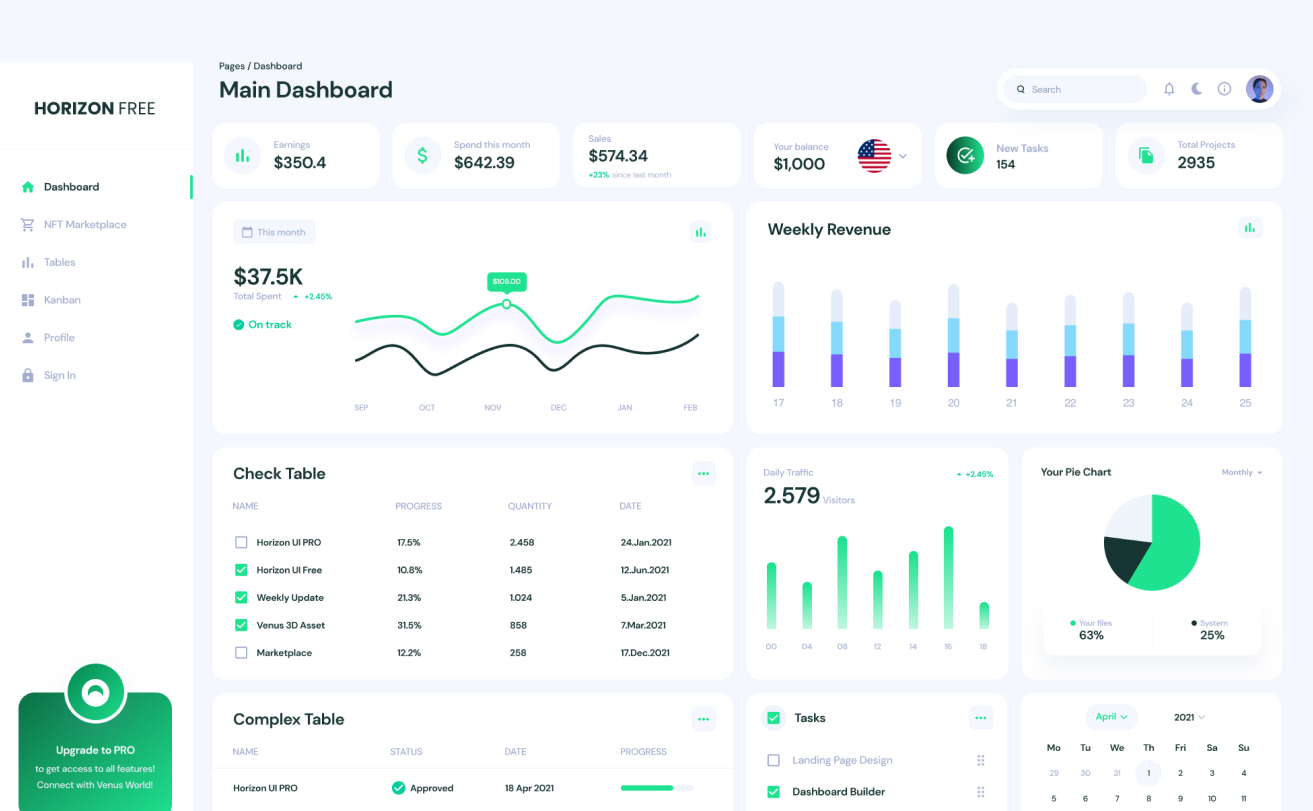 Pages / Dashboard
Main Dashboard
Search
HORIZON FREE
Dashboard
NFT Marketplace
Tables
Kanban
Profile
Sign In
Upgrade to PRO
to get access to all features!
Connect with Venus World!
Earnings
$350.4
Spend this month
$642.39
Sales
$574.34
+23% since last month
Your balance
$1,000
New Tasks
154
Total Projects
2935
This month
$37.5K
Total Spent +2.45%
On track
$108.00
SEP OCT NOV DEC JAN FEB
Weekly Revenue
17 18 19 20 21 22 23 24 25
Check Table
NAME PROGRESS QUANTITY DATE
Horizon UI PRO 17.5% 2.458 24.Jan.2021
Horizon UI Free 10.8% 1.485 12.Jun.2021
Weekly Update 21.3% 1.024 5.Jan.2021
Venus 3D Asset 31.5% 858 7.Mar.2021
Marketplace 12.2% 258 17.Dec.2021
Daily Traffic
+2.45%
2.579 Visitors
00 04 08 12 14 16 18
Your Pie Chart Monthly
Your files System
63% 25%
Complex Table
NAME STATUS DATE PROGRESS
Horizon UI PRO Approved 18 Apr 2021
Tasks
Landing Page Design
Dashboard Builder
April 2021
Mo Tu We Th Fri Sa Su
29 30 31 1 2 3 4
5 6 7 8 9 10 11